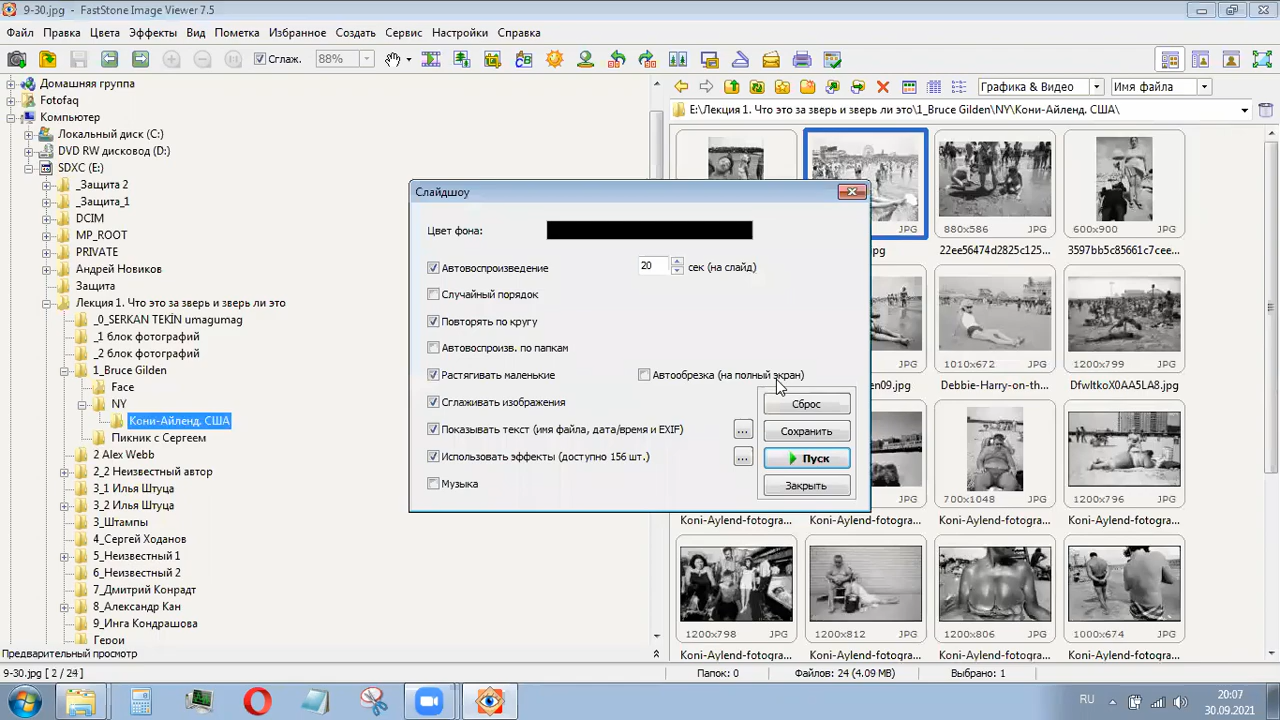 9-30.jpg - FastStone Image Viewer 7.5
Файл Правка Цвета Эффекты Вид Пометка Избранное Создать Сервис Настройки Справка
Сглаж. 88%
Графика & Видео Имя файла
E:\Лекция 1. Что это за зверь и зверь ли это\1_Bruce Gilden\NY\Кони-Айленд. США\
Домашняя группа
Fotofaq
Компьютер
Локальный диск (C:)
DVD RW дисковод (D:)
SDXC (E:)
_Защита 2
_Защита_1
DCIM
MP_ROOT
PRIVATE
Андрей Новиков
Защита
Лекция 1. Что это за зверь и зверь ли это
_0_SERKAN TEKİN umagumag
_1 блок фотографий
_2 блок фотографий
1_Bruce Gilden
Face
NY
Кони-Айленд. США
Пикник с Сергеем
2 Alex Webb
2_2 Неизвестный автор
3_1 Илья Штуца
3_2 Илья Штуца
3_Штампы
4_Сергей Ходанов
5_Неизвестный 1
6_Неизвестный 2
7_Дмитрий Конрадт
8_Александр Кан
9_Инга Кондрашова
Герои
Предварительный просмотр
Слайдшоу
Цвет фона:
Автовоспроизведение 20 сек (на слайд)
Случайный порядок
Повторять по кругу
Автовоспроизв. по папкам
Растягивать маленькие Автообрезка (на полный экран)
Сглаживать изображения
Показывать текст (имя файла, дата/время и EXIF) ...
Использовать эффекты (доступно 156 шт.) ...
Музыка
Сброс
Сохранить
Пуск
Закрыть
JPG 880x586 JPG 600x900 JPG
pg 22ee56474d2825c125... 3597bb5c85661c7cee...
JPG 1010x672 JPG 1200x799 JPG
en09.jpg Debbie-Harry-on-th... DfwltkoX0AA5LA8.jpg
JPG 700x1048 JPG 1200x796 JPG
Koni-Aylend-fotogra... Koni-Aylend-fotogra... Koni-Aylend-fotogra... Koni-Aylend-fotogra...
1200x798 JPG 1200x812 JPG 1200x806 JPG 1000x674 JPG
Koni-Aylend-fotogra... Koni-Aylend-fotogra... Koni-Aylend-fotogra... Koni-Aylend-fotogra...
9-30.jpg [ 2 / 24 ] Папок: 0 Файлов: 24 (4.09 MB) Выбрано: 1
RU 20:07
30.09.2021